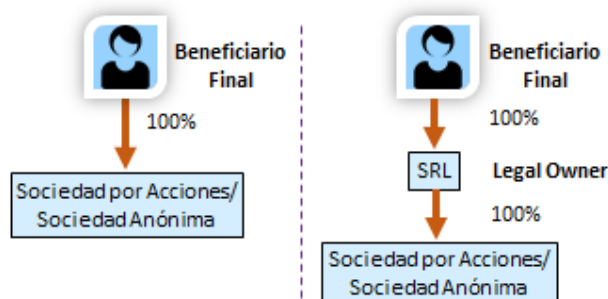 Beneficiario
Final
100%
Sociedad por Acciones/
Sociedad Anónima
Beneficiario
Final
100%
SRL
Legal Owner
100%
Sociedad por Acciones/
Sociedad Anónima